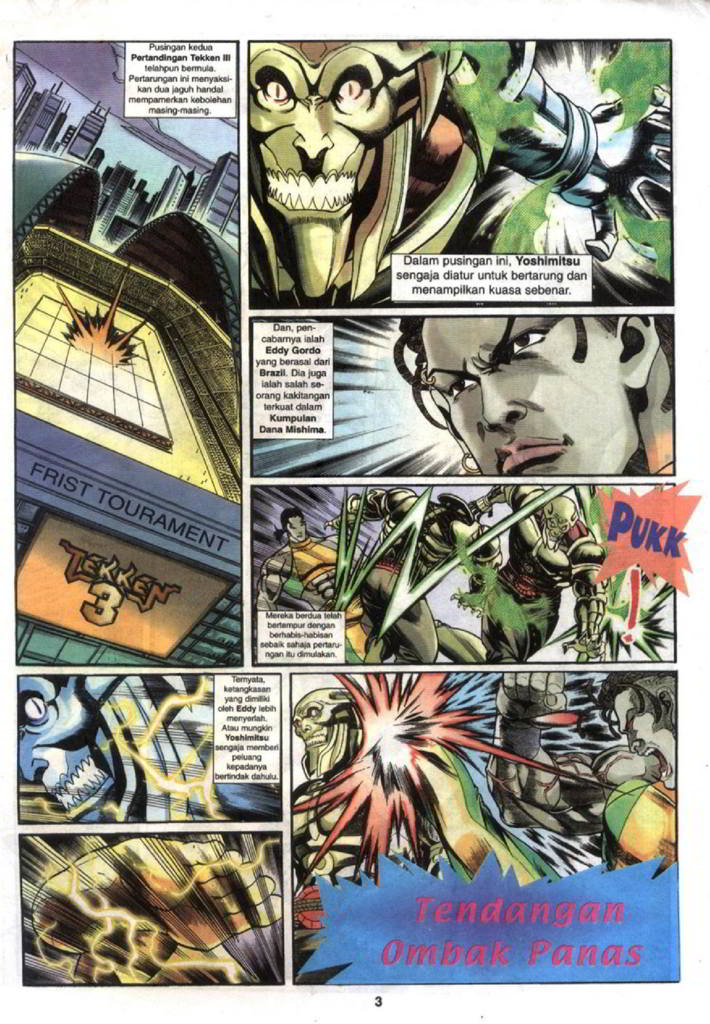 Pusingan kedua
Pertandingan Tekken III
telahpun bermula.
Pertarungan ini menyaksi-
kan dua jaguh handal
mempamerkan kebolehan
masing-masing.
Dalam pusingan ini, Yoshimitsu
sengaja diatur untuk bertarung dan
menampilkan kuasa sebenar.
Dan, pen-
cabarnya ialah
Eddy Gordo
yang berasal dari
Brazil. Dia juga
ialah salah se-
orang kakitangan
terkuat dalam
Kumpulan
Dana Mishima.
FRIST TOURAMENT
TEKKEN
3
PUKK
!
Mereka berdua telah
bertempur dengan
berhabis-habisan
sebaik sahaja pertaru-
ngan itu dimulakan.
Ternyata,
ketangkasan
yang dimiliki
oleh Eddy lebih
menyerlah.
Atau mungkin
Yoshimitsu
sengaja memberi
peluang
kepadanya
bertindak dahulu.
Tendangan
Ombak Panas
3